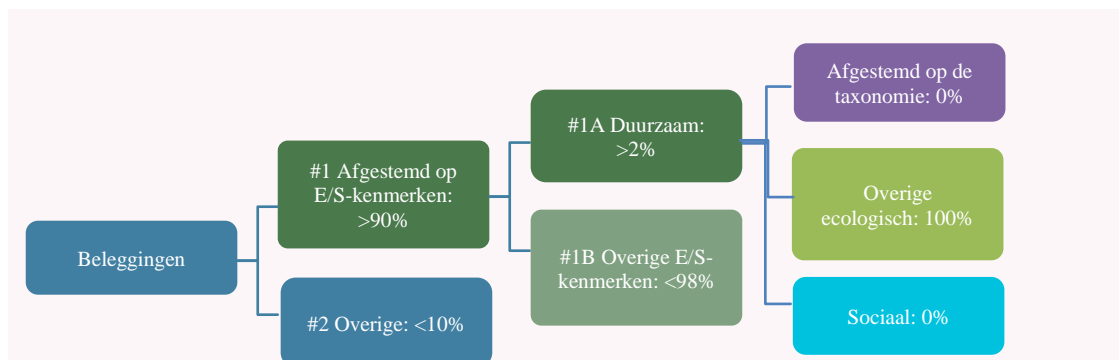 Beleggingen
#1 Afgestemd op
E/S-kenmerken:
>90%
#2 Overige: <10%
#1A Duurzaam:
>2%
#1B Overige E/S-
kenmerken: <98%
Afgestemd op de
taxonomie: 0%
Overige
ecologisch: 100%
Sociaal: 0%